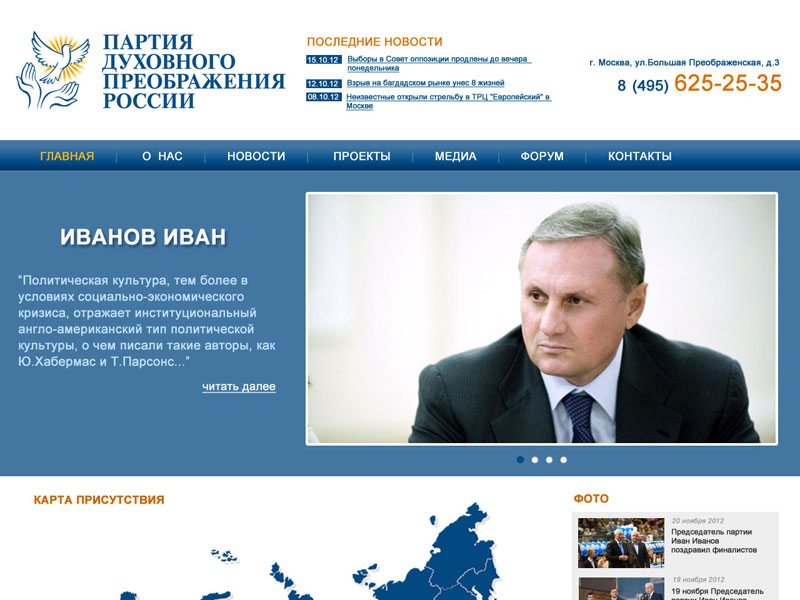 ПАРТИЯ
ДУХОВНОГО
ПРЕОБРАЖЕНИЯ
РОССИИ
ПОСЛЕДНИЕ НОВОСТИ
15.10.12 Выборы в Совет оппозиции продлены до вечера
понедельника
12.10.12 Взрыв на багдадском рынке унес 8 жизней
08.10.12 Неизвестные открыли стрельбу в ТРЦ "Европейский" в
Москве
г. Москва, ул.Большая Преображенская, д.3
8 (495) 625-25-35
ГЛАВНАЯ
О НАС
НОВОСТИ
ПРОЕКТЫ
МЕДИА
ФОРУМ
КОНТАКТЫ
ИВАНОВ ИВАН
“Политическая культура, тем более в
условиях социально-экономического
кризиса, отражает институциональный
англо-американский тип политической
культуры, о чем писали такие авторы, как
Ю.Хабермас и Т.Парсонс...”
читать далее
КАРТА ПРИСУТСТВИЯ
ФОТО
20 ноября 2012
Председатель партии
Иван Иванов
поздравил финалистов
19 ноября 2012
19 ноября Председатель
партии Иван Иванов